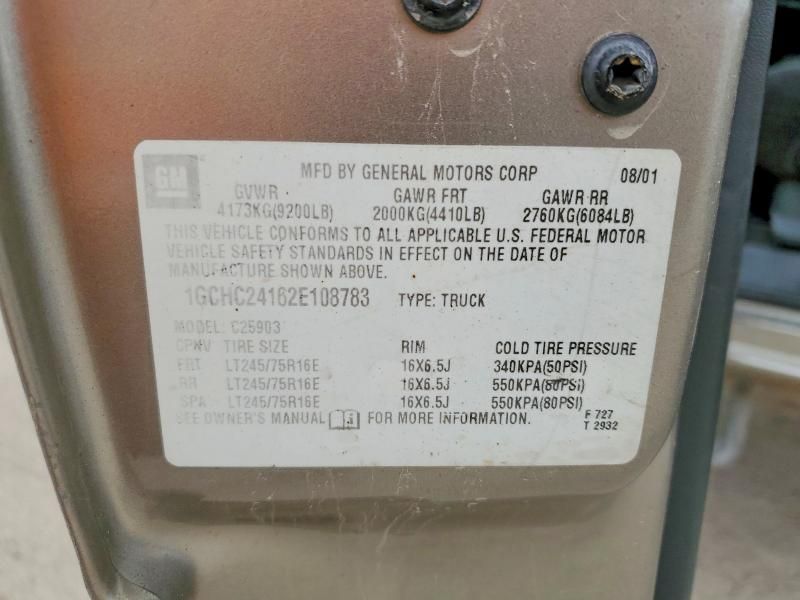 GM
MFD BY GENERAL MOTORS CORP 08/01
GVWR GAWR FRT GAWR RR
4173KG(9200LB) 2000KG(4410LB) 2760KG(6084LB)
THIS VEHICLE CONFORMS TO ALL APPLICABLE U.S. FEDERAL MOTOR
VEHICLE SAFETY STANDARDS IN EFFECT ON THE DATE OF
MANUFACTURE SHOWN ABOVE.
1GCHC24162E108783 TYPE: TRUCK
MODEL: C25903
TIRE SIZE RIM COLD TIRE PRESSURE
FRT LT245/75R16E 16X6.5J 340KPA(50PSI)
RR LT245/75R16E 16X6.5J 550KPA(80PSI)
SPA LT245/75R16E 16X6.5J 550KPA(80PSI)
SEE OWNER'S MANUAL FOR MORE INFORMATION.
F 727
T 2932